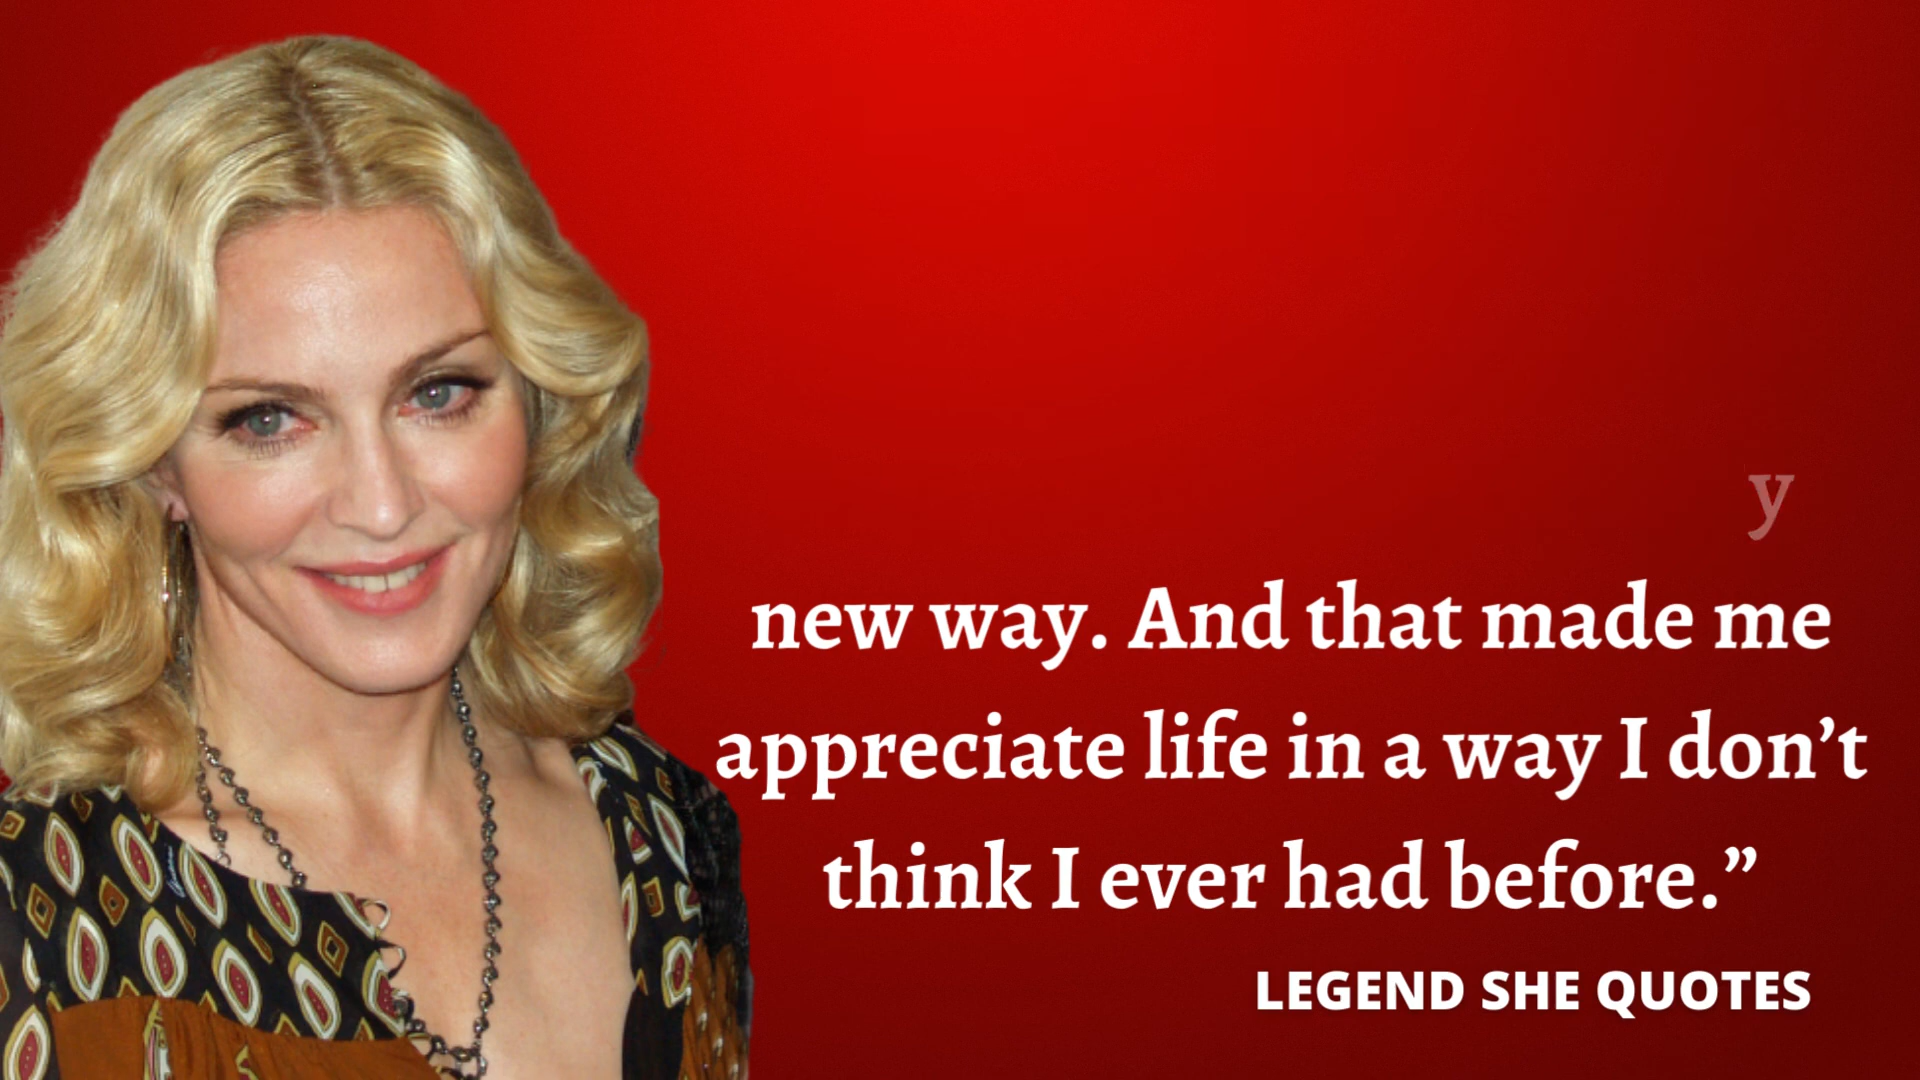 y
new way. And that made me
appreciate life in a way I don’t
think I ever had before.”
LEGEND SHE QUOTES